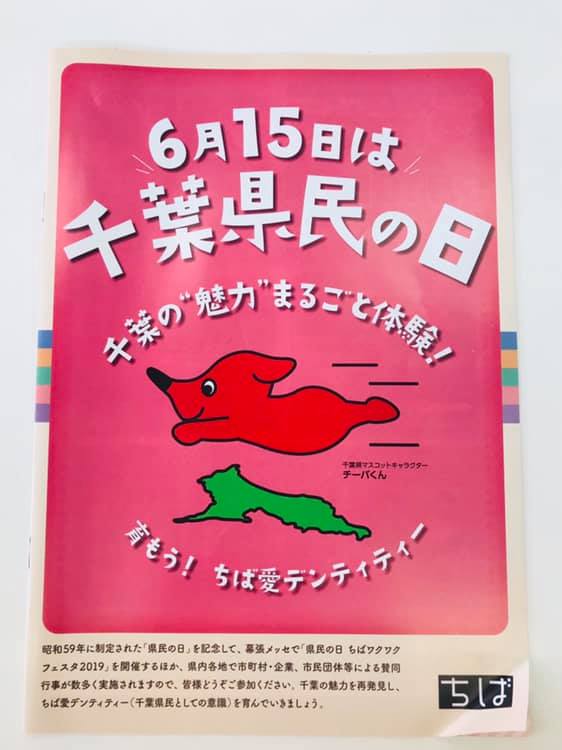 6月15日は
千葉県民の日
千葉の“魅力”まるごと体験!
千葉県マスコットキャラクター
チーバくん
育もう! ちば愛デンティティー
昭和59年に制定された「県民の日」を記念して、幕張メッセで「県民の日 ちばワクワク
フェスタ2019」を開催するほか、県内各地で市町村・企業、市民団体等による賛同
行事が数多く実施されますので、皆様どうぞご参加ください。千葉の魅力を再発見し、
ちば愛デンティティー(千葉県民としての意識)を育んでいきましょう。
ちば